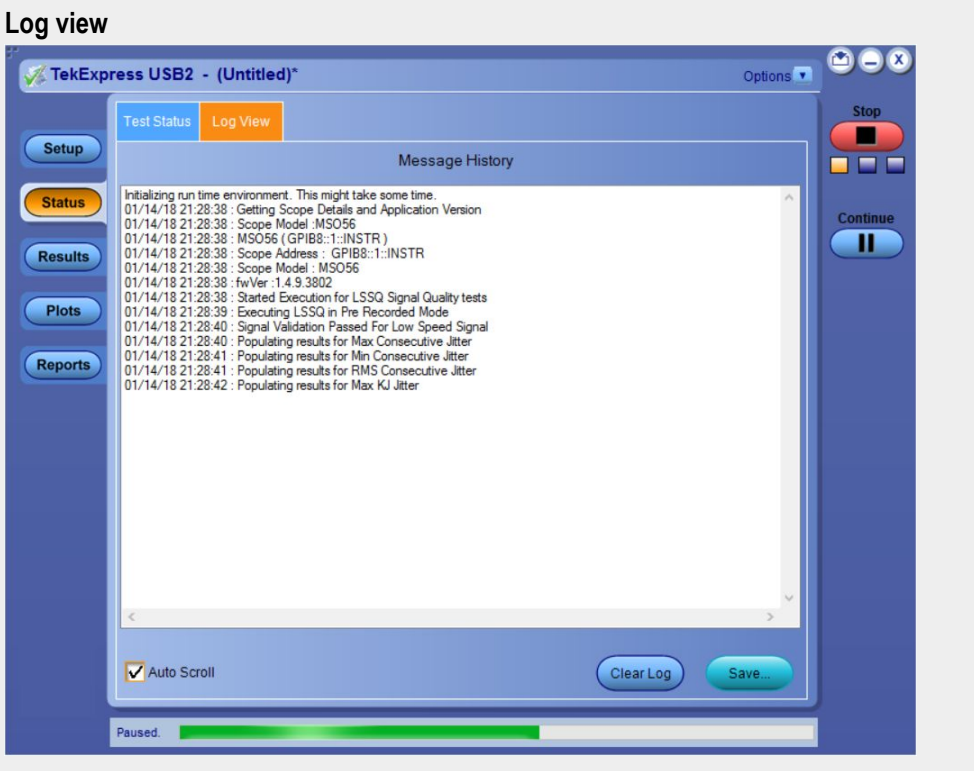 Log view
TekExpress USB2 - (Untitled)*
Options
Test Status
Log View
Stop
Setup
Message History
Status
Initializing run time environment. This might take some time.
01/14/18 21:28:38 : Getting Scope Details and Application Version
01/14/18 21:28:38 : Scope Model :MSO56
01/14/18 21:28:38 : MSO56 ( GPIB8::1::INSTR )
01/14/18 21:28:38 : Scope Address : GPIB8::1::INSTR
01/14/18 21:28:38 : Scope Model : MSO56
01/14/18 21:28:38 : fwVer :1.4.9.3802
01/14/18 21:28:38 : Started Execution for LSSQ Signal Quality tests
01/14/18 21:28:39 : Executing LSSQ in Pre Recorded Mode
01/14/18 21:28:40 : Signal Validation Passed For Low Speed Signal
01/14/18 21:28:40 : Populating results for Max Consecutive Jitter
01/14/18 21:28:41 : Populating results for Min Consecutive Jitter
01/14/18 21:28:41 : Populating results for RMS Consecutive Jitter
01/14/18 21:28:42 : Populating results for Max KJ Jitter
Continue
Results
Plots
Reports
Auto Scroll
Clear Log
Save...
Paused.